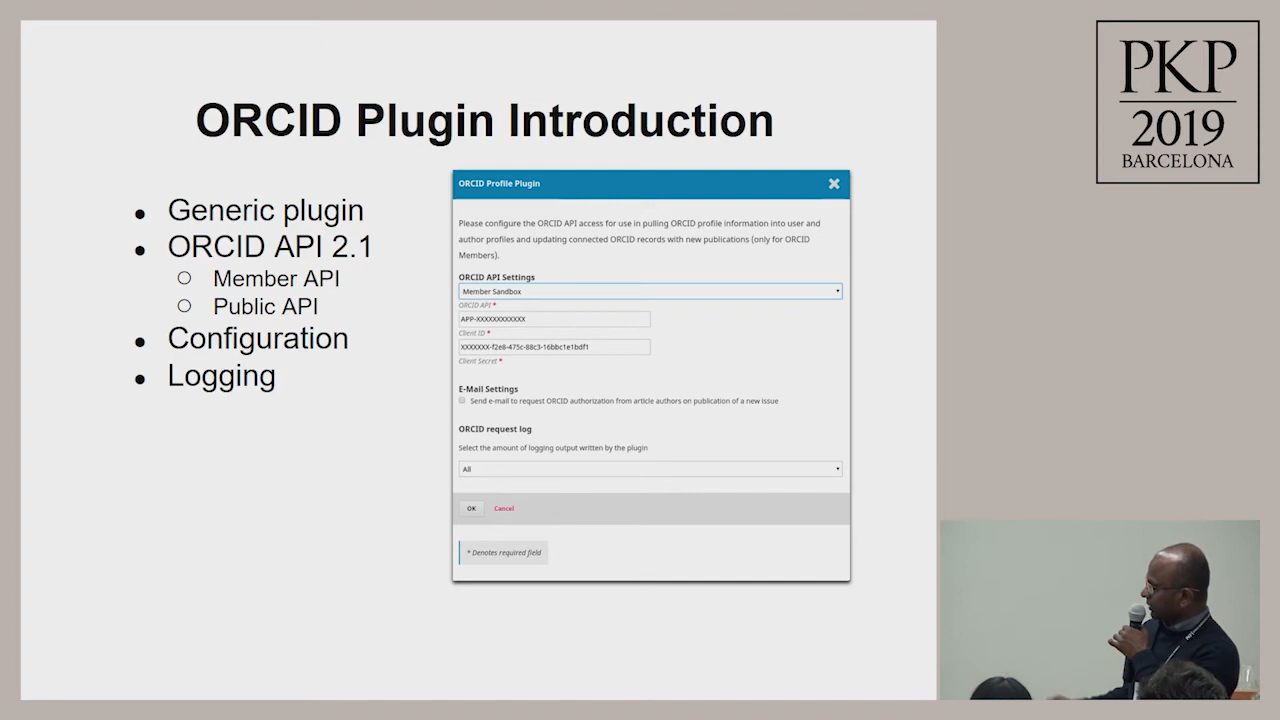 ORCID Plugin Introduction
Generic plugin
ORCID API 2.1
Member API
Public API
Configuration
Logging
ORCID Profile Plugin
Please configure the ORCID API access for use in pulling ORCID profile information into user and
author profiles and updating connected ORCID records with new publications (only for ORCID
Members).
ORCID API Settings
Member Sandbox
ORCID API *
APP-XXXXXXXXXXXX
Client ID *
XXXXXXX-f2e8-475c-88c3-16bbc1e1bdf1
Client Secret *
E-Mail Settings
Send e-mail to request ORCID authorization from article authors on publication of a new issue
ORCID request log
Select the amount of logging output written by the plugin
All
OK Cancel
* Denotes required field
PKP
2019
BARCELONA